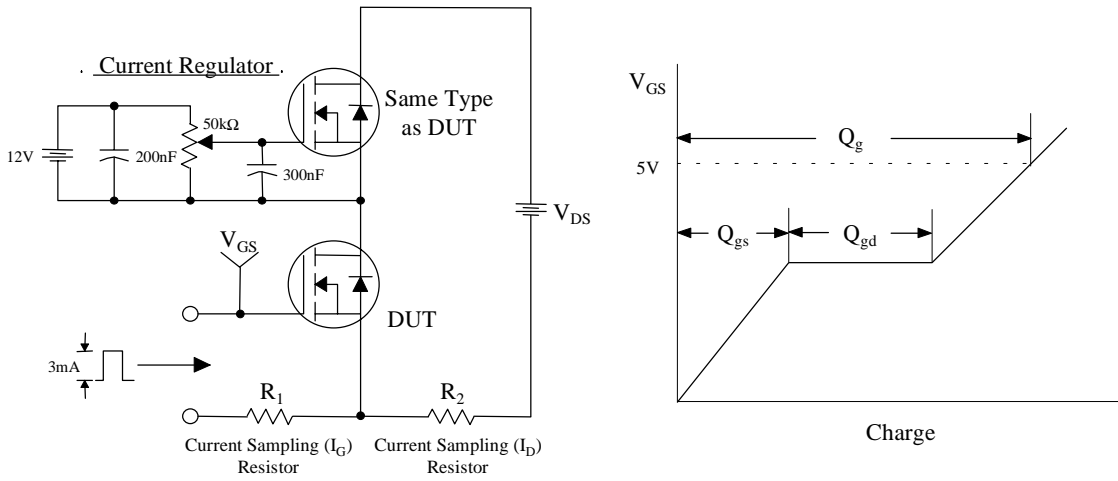 Current Regulator
12V
200nF
50kΩ
300nF
Same Type
as DUT
V_DS
V_GS
DUT
3mA
R_1
R_2
Current Sampling (I_G)
Resistor
Current Sampling (I_D)
Resistor
V_GS
Q_g
5V
Q_gs
Q_gd
Charge